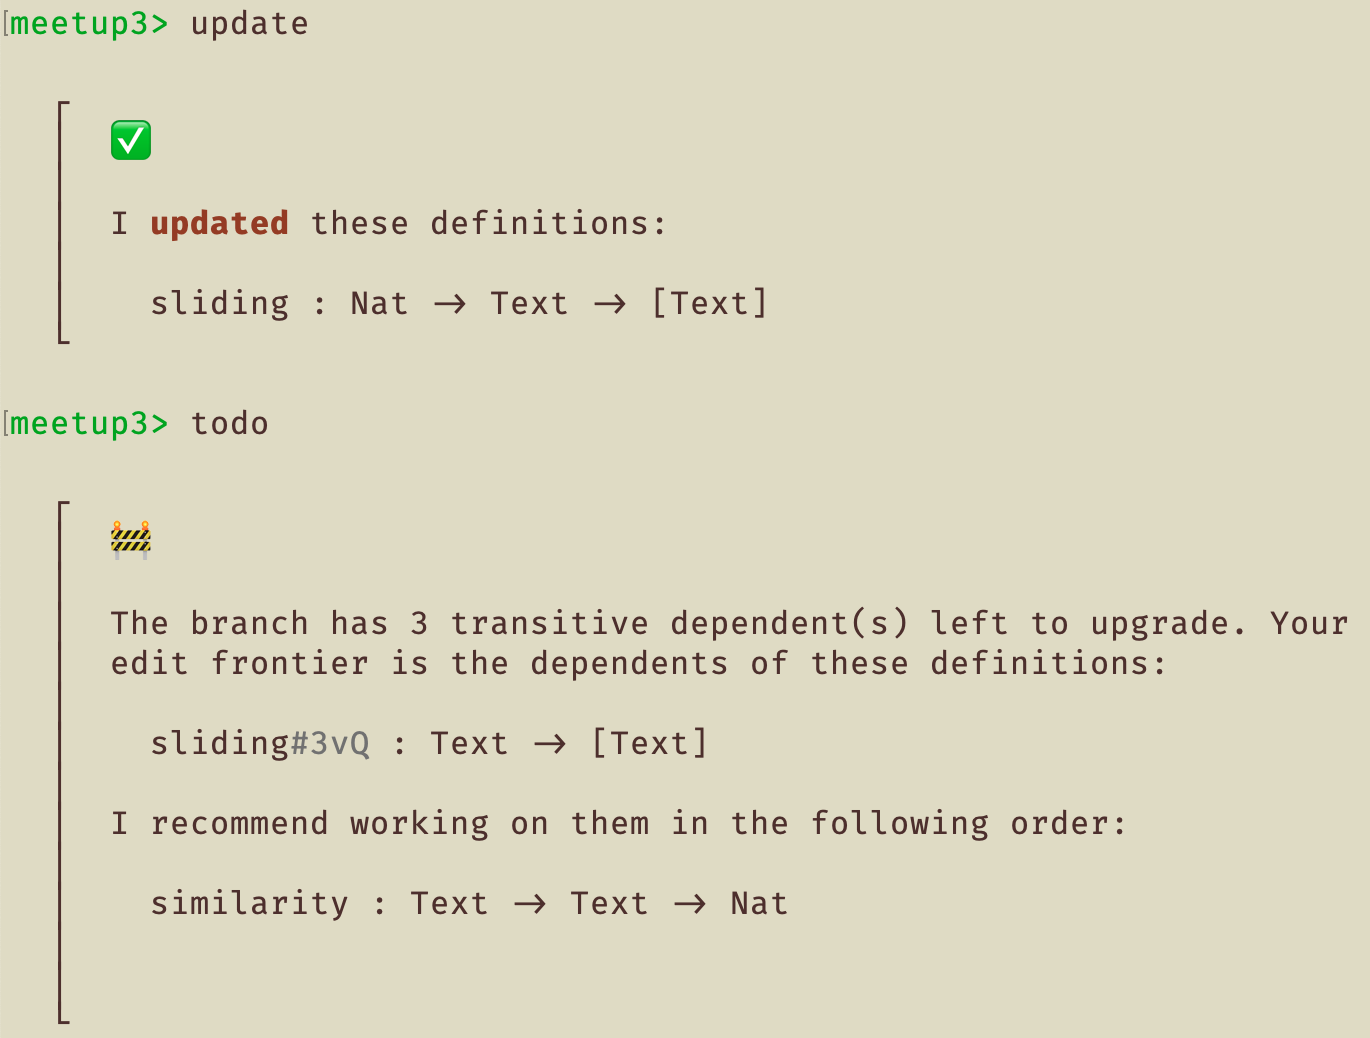 [meetup3> update
✅
I updated these definitions:
sliding : Nat -> Text -> [Text]
[meetup3> todo
🚧
The branch has 3 transitive dependent(s) left to upgrade. Your
edit frontier is the dependents of these definitions:
sliding#3vQ : Text -> [Text]
I recommend working on them in the following order:
similarity : Text -> Text -> Nat